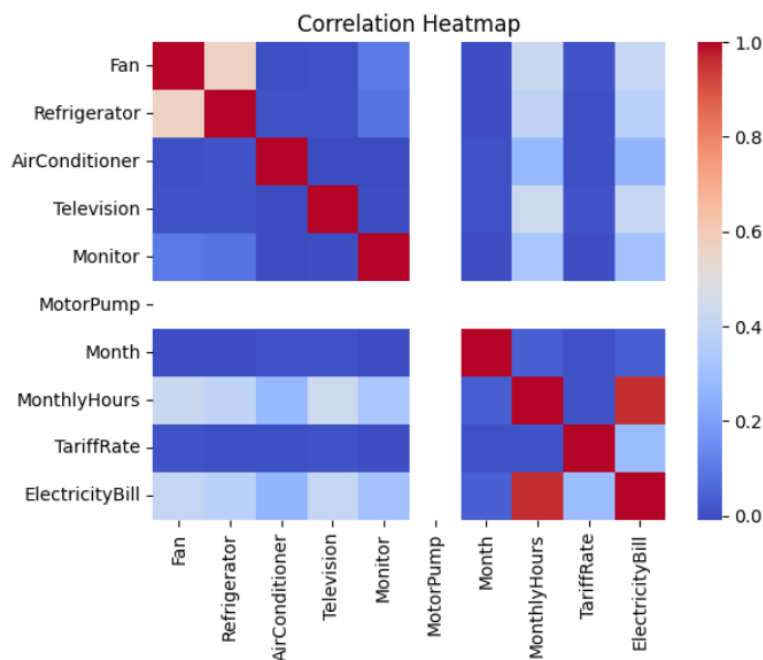 Correlation Heatmap
Fan
Refrigerator
AirConditioner
Television
Monitor
MotorPump
Month
MonthlyHours
TariffRate
ElectricityBill
Fan
Refrigerator
AirConditioner
Television
Monitor
MotorPump
Month
MonthlyHours
TariffRate
ElectricityBill
1.0
0.8
0.6
0.4
0.2
0.0